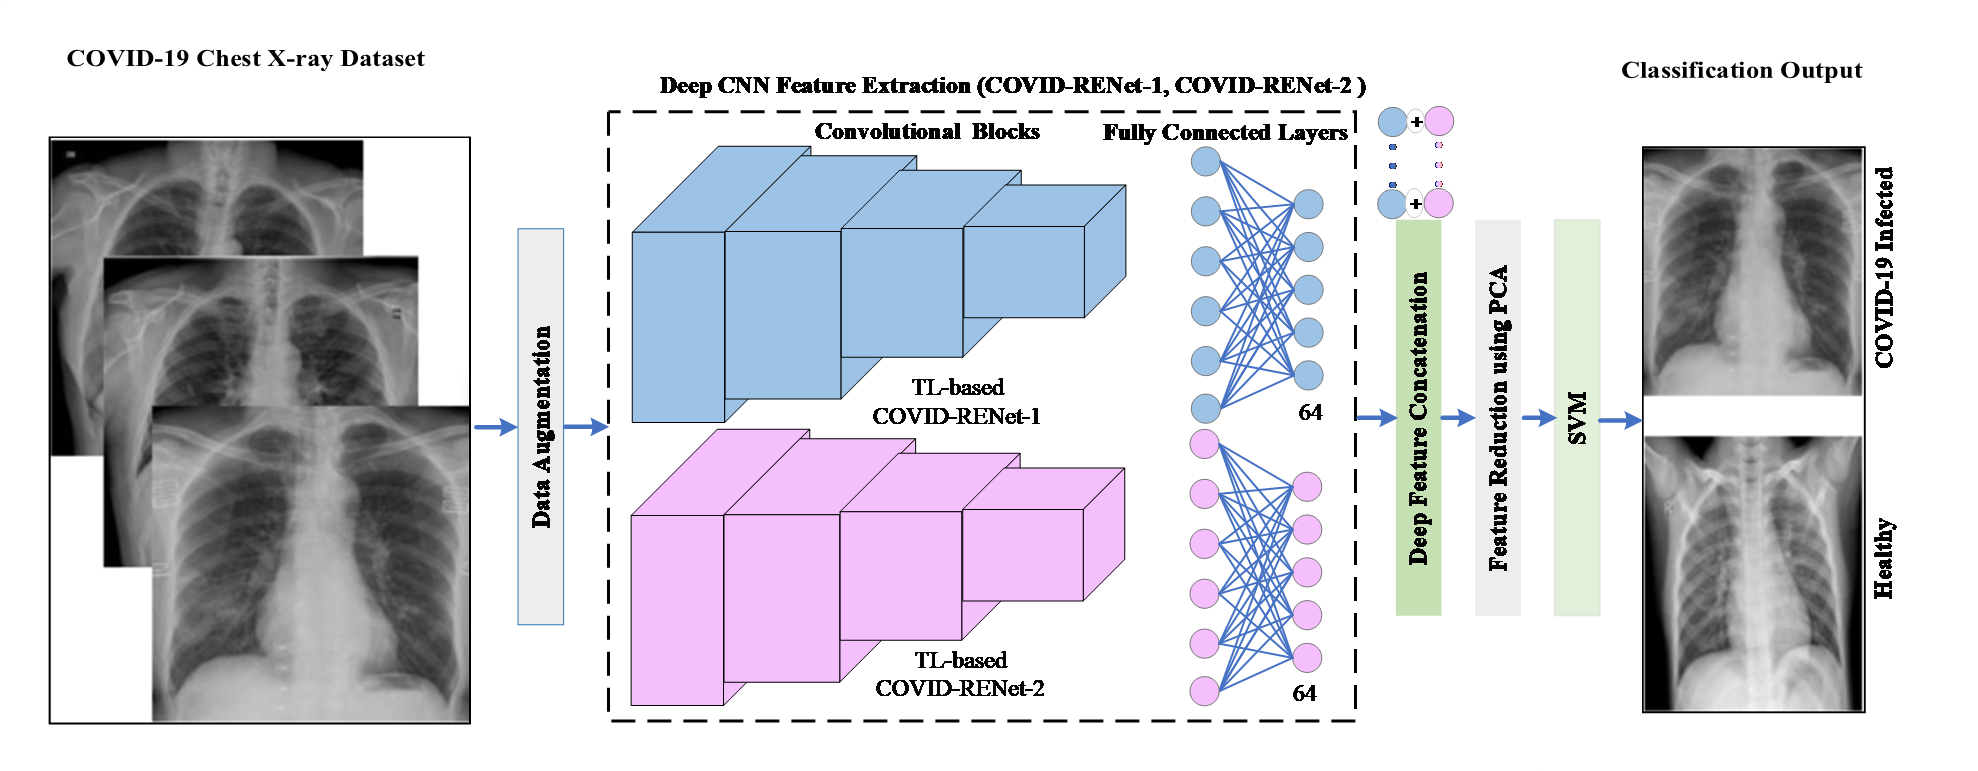 COVID-19 Chest X-ray Dataset
Data Augmentation
Deep CNN Feature Extraction (COVID-RENet-1, COVID-RENet-2 )
Convolutional Blocks
Fully Connected Layers
TL-based
COVID-RENet-1
64
TL-based
COVID-RENet-2
64
+
+
Deep Feature Concatenation
Feature Reduction using PCA
SVM
Classification Output
COVID-19 Infected
Healthy